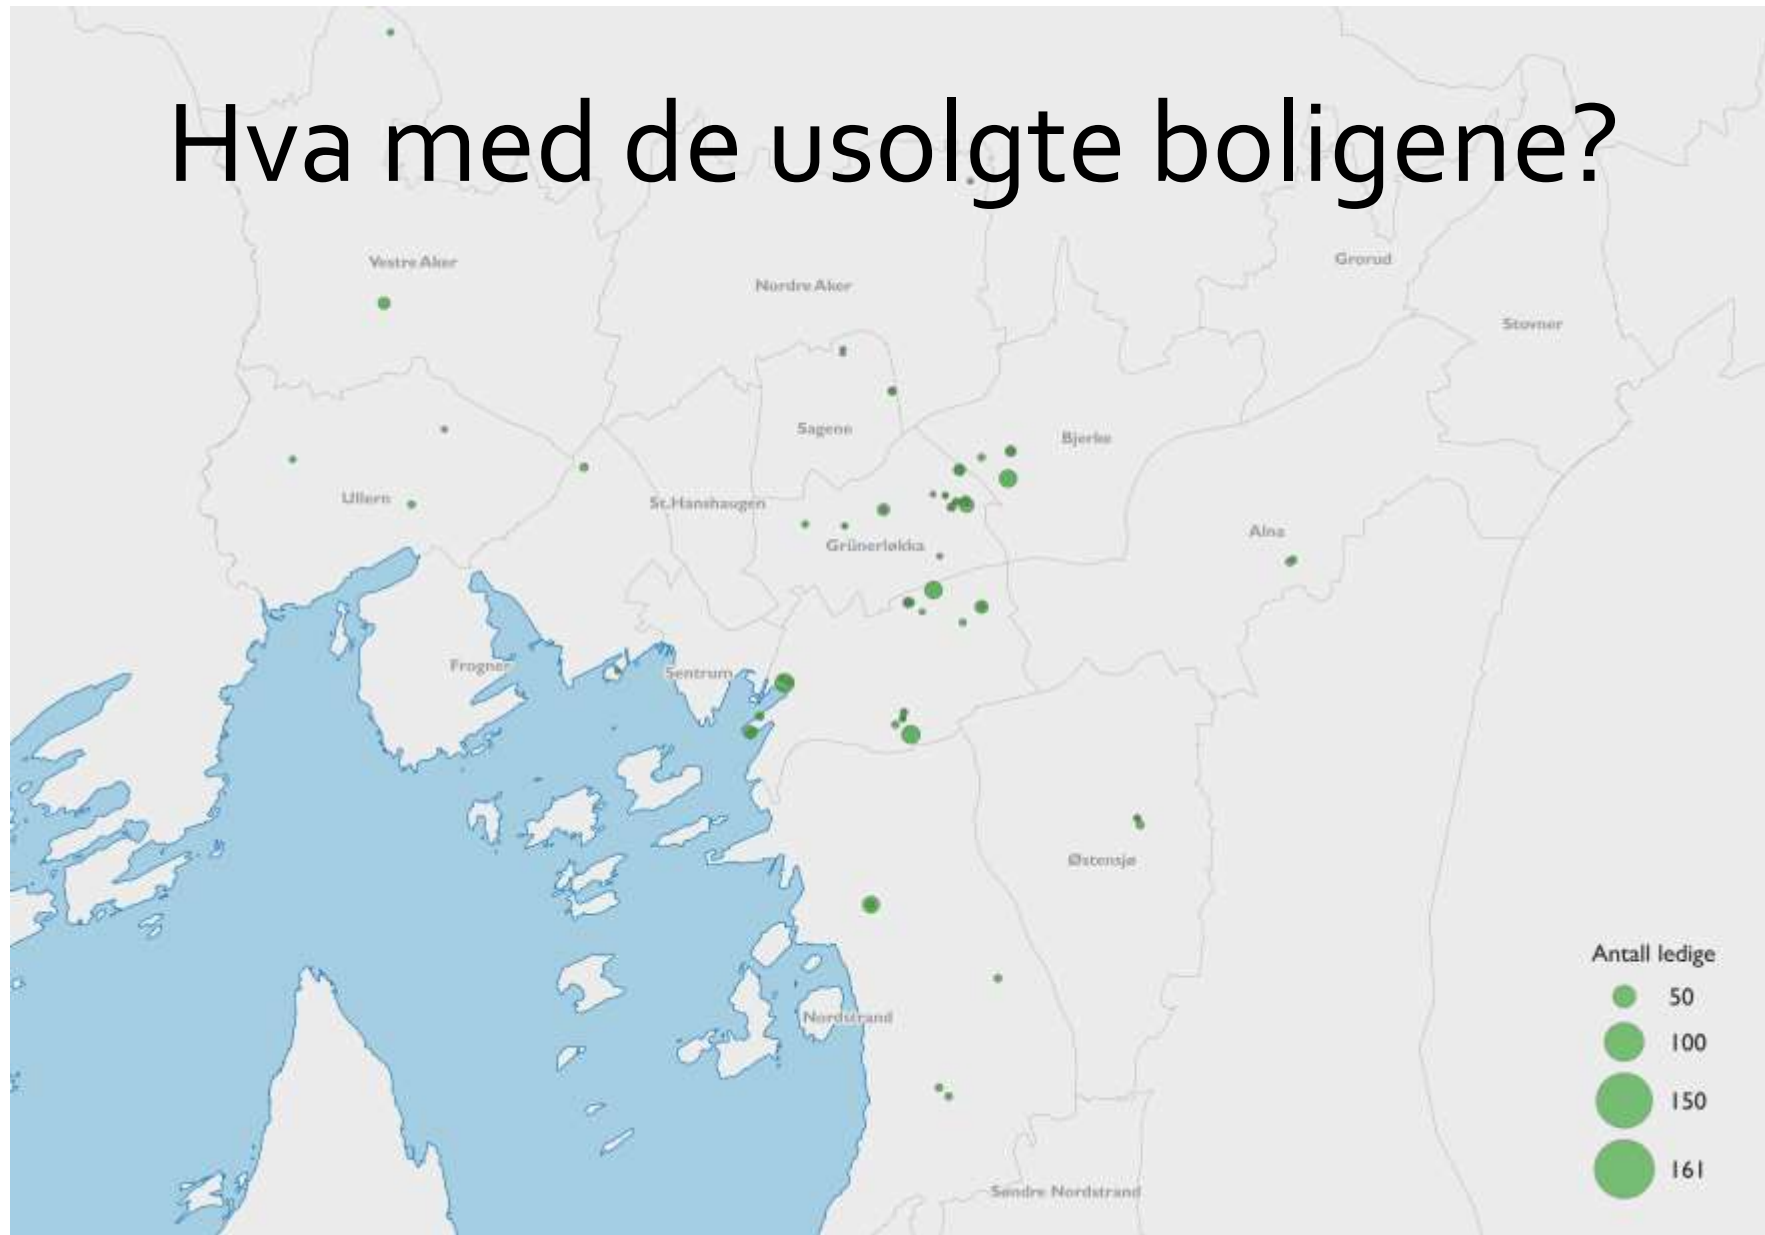 Hva med de usolgte boligene?
Vestre Aker
Nordre Aker
Grorud
Stovner
Sagene
Bjerke
Ullern
St.Hanshaugen
Grünerløkka
Alna
Frogner
Sentrum
Østensjø
Nordstrand
Søndre Nordstrand
Antall ledige
50
100
150
161